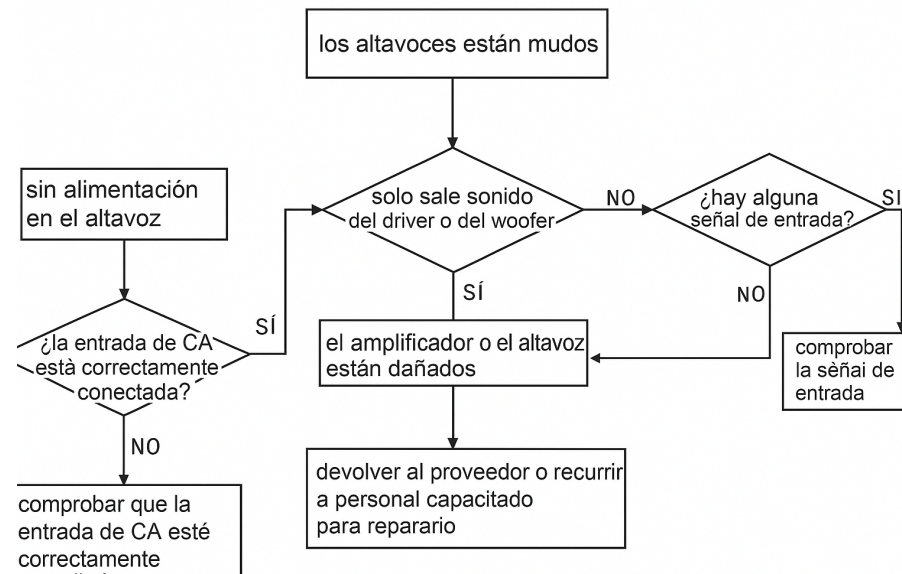 los altavoces están mudos
sin alimentación
en el altavoz
solo sale sonido
del driver o del woofer
NO
¿hay alguna
señal de entrada?
SI
SÍ
¿la entrada de CA
està correctamente
conectada?
SÍ
el amplificador o el altavoz
están dañados
NO
comprobar
la sèñai de
entrada
NO
comprobar que la
entrada de CA esté
correctamente
devolver al proveedor o recurrir
a personal capacitado
para reparario